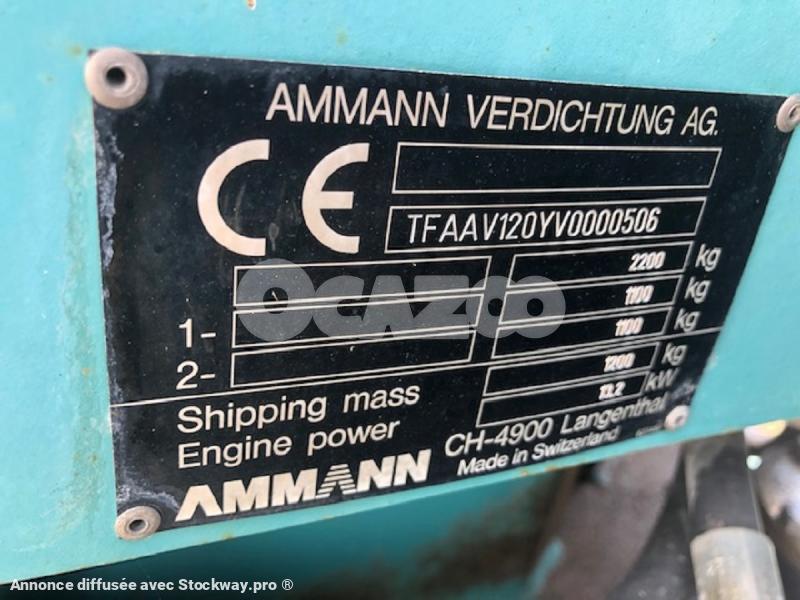 AMMANN VERDICHTUNG AG.
CE
TFAAV120YV0000506
2200 kg
1- 1100 kg
2- 1100 kg
Shipping mass 1200 kg
Engine power 13,2 kW
AMMANN CH-4900 Langenthal
Made in Switzerland
OCAZOO
Annonce diffusée avec Stockway.pro ®